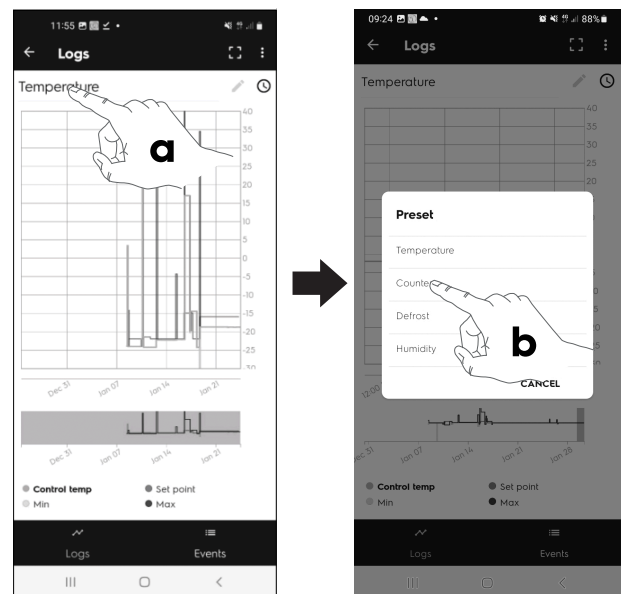 11:55
Logs
Temperature
a
40
35
30
25
20
15
10
5
0
-5
-10
-15
-20
-25
-30
Dec 31
Jan 07
Jan 14
Jan 21
Dec 31
Jan 07
Jan 14
Jan 21
Control temp
Set point
Min
Max
Logs
Events
09:24
88%
Logs
Temperature
40
35
30
25
20
Preset
Temperature
Counte
Defrost
Humidity
b
CANCEL
12:00
Dec 31
Jan 07
Jan 14
Jan 21
Jan 28
Control temp
Set point
Min
Max
Logs
Events